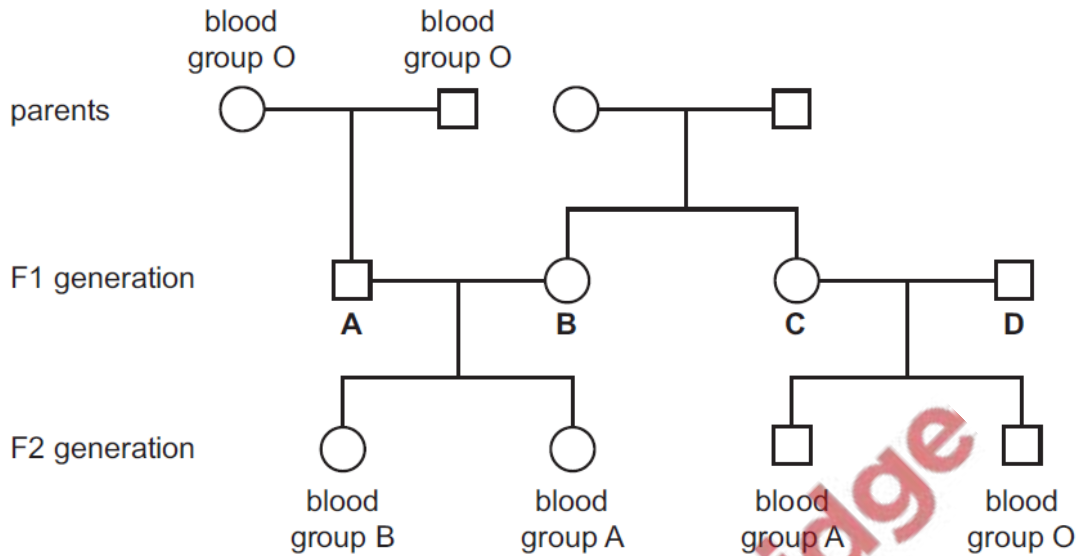 blood
group O
blood
group O
parents
F1 generation
A
B
C
D
F2 generation
blood
group B
blood
group A
blood
group A
blood
group O